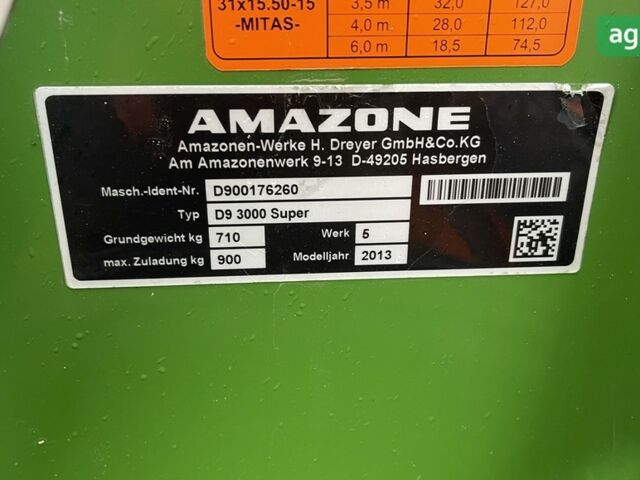 31x15.50-15 3,5 m 32,0 127,0
-MITAS- 4,0 m 28,0 112,0
6,0 m 18,5 74,5
ag
AMAZONE
Amazonen-Werke H. Dreyer GmbH&Co.KG
Am Amazonenwerk 9-13 D-49205 Hasbergen
Masch.-Ident-Nr. D900176260
Typ D9 3000 Super
Grundgewicht kg 710 Werk 5
max. Zuladung kg 900 Modelljahr 2013